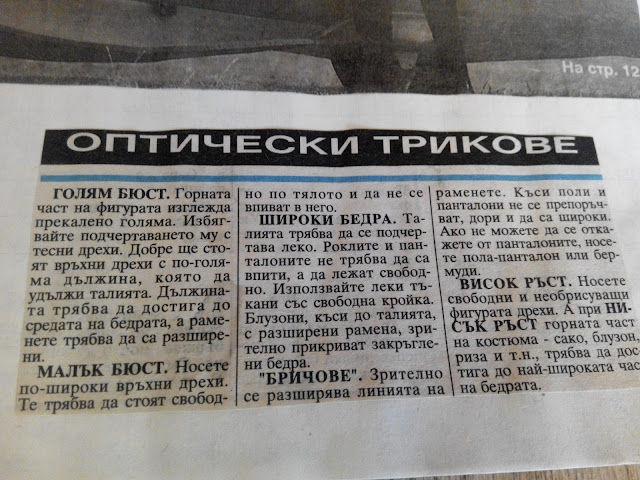 На стр. 12
ОПТИЧЕСКИ ТРИКОВЕ
ГОЛЯМ БЮСТ. Горната
част на фигурата изглежда
прекалено голяма. Избяг-
вайте подчертаването му с
тесни дрехи. Добре ще сто-
ят връхни дрехи с по-голя-
ма дължина, която да
удължи талията. Дължина-
та трябва да достига до
средата на бедрата, а раме-
нете трябва да са разшире-
ни.
МАЛЪК БЮСТ. Носете
по-широки връхни дрехи.
Те трябва да стоят свобод-
но по тялото и да не се
впиват в него.
ШИРОКИ БЕДРА. Та-
лията трябва да се подчер-
тава леко. Роклите и пан-
талоните не трябва да са
впити, а да лежат свобод-
но. Използвайте леки тъ-
кани със свободна кройка.
Блузони, къси до талията,
с разширени рамена, зри-
телно прикриват закръгле-
ни бедра.
"БРИЧОВЕ". Зрително
се разширява линията на
раменете. Къси поли и
панталони не се препоръч-
ват, дори и да са широки.
Ако не можете да се отка-
жете от панталоните, носе-
те пола-панталон или бер-
муди.
ВИСОК РЪСТ. Носете
свободни и необрисуващи
фигурата дрехи. А при НИ-
СЪК РЪСТ горната част
на костюма - сако, блузон,
риза и т.н., трябва да дос-
тига до най-широката час
на бедрата.